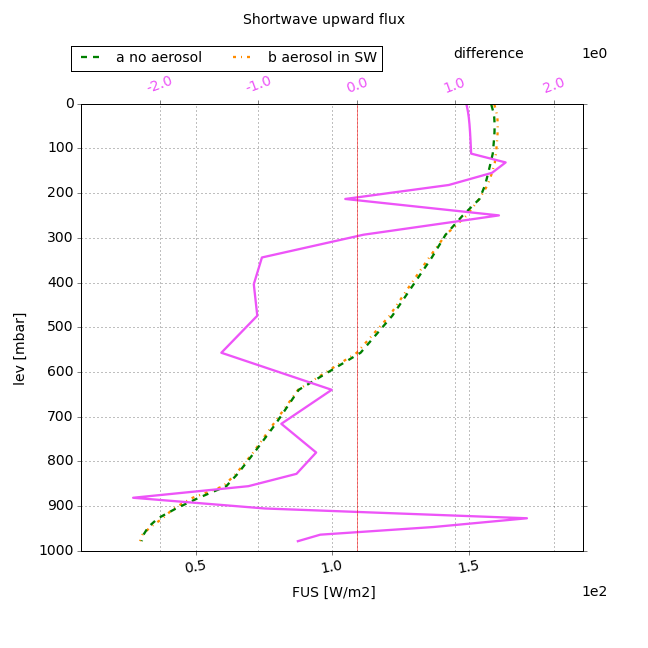 Shortwave upward flux
a no aerosol b aerosol in SW
difference 1e0
-2.0 -1.0 0.0 1.0 2.0
0
100
200
300
400
500
600
700
800
900
1000
lev [mbar]
0.5 1.0 1.5
FUS [W/m2] 1e2